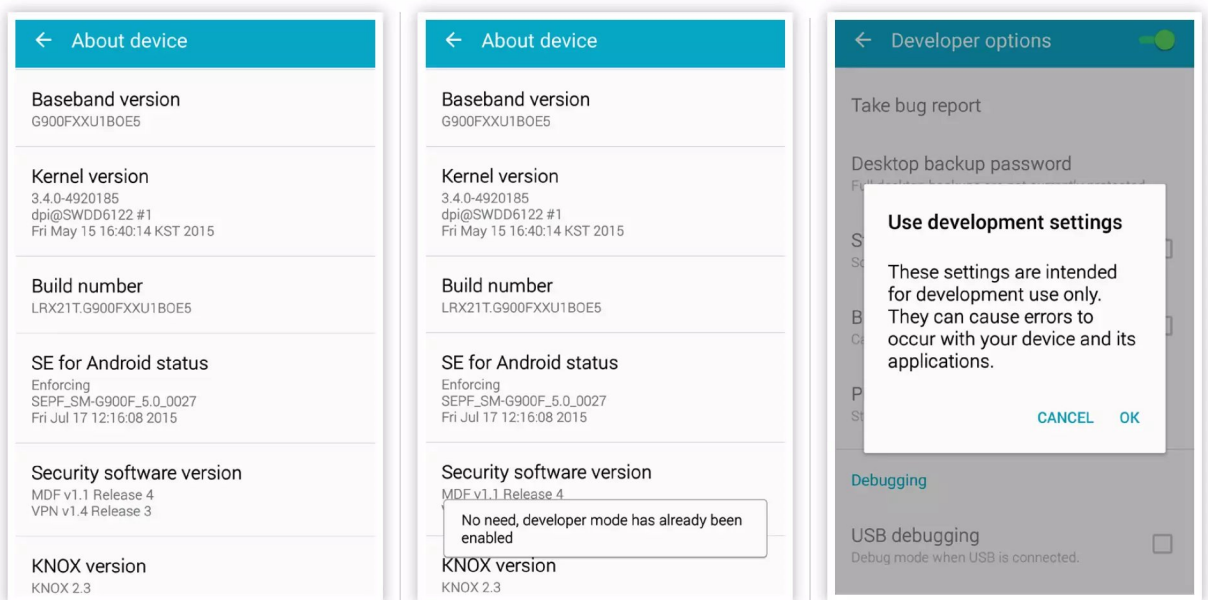 About device
Baseband version
G900FXXU1BOE5
Kernel version
3.4.0-4920185
dpi@SWDD6122 #1
Fri May 15 16:40:14 KST 2015
Build number
LRX21T.G900FXXU1BOE5
SE for Android status
Enforcing
SEPF_SM-G900F_5.0_0027
Fri Jul 17 12:16:08 2015
Security software version
MDF v1.1 Release 4
VPN v1.4 Release 3
KNOX version
KNOX 2.3
About device
Baseband version
G900FXXU1BOE5
Kernel version
3.4.0-4920185
dpi@SWDD6122 #1
Fri May 15 16:40:14 KST 2015
Build number
LRX21T.G900FXXU1BOE5
SE for Android status
Enforcing
SEPF_SM-G900F_5.0_0027
Fri Jul 17 12:16:08 2015
Security software version
MDF v1.1 Release 4
No need, developer mode has already been
enabled
KNOX version
KNOX 2.3
Developer options
Take bug report
Desktop backup password
Use development settings
These settings are intended
for development use only.
They can cause errors to
occur with your device and its
applications.
CANCEL OK
Debugging
USB debugging
Debug mode when USB is connected.